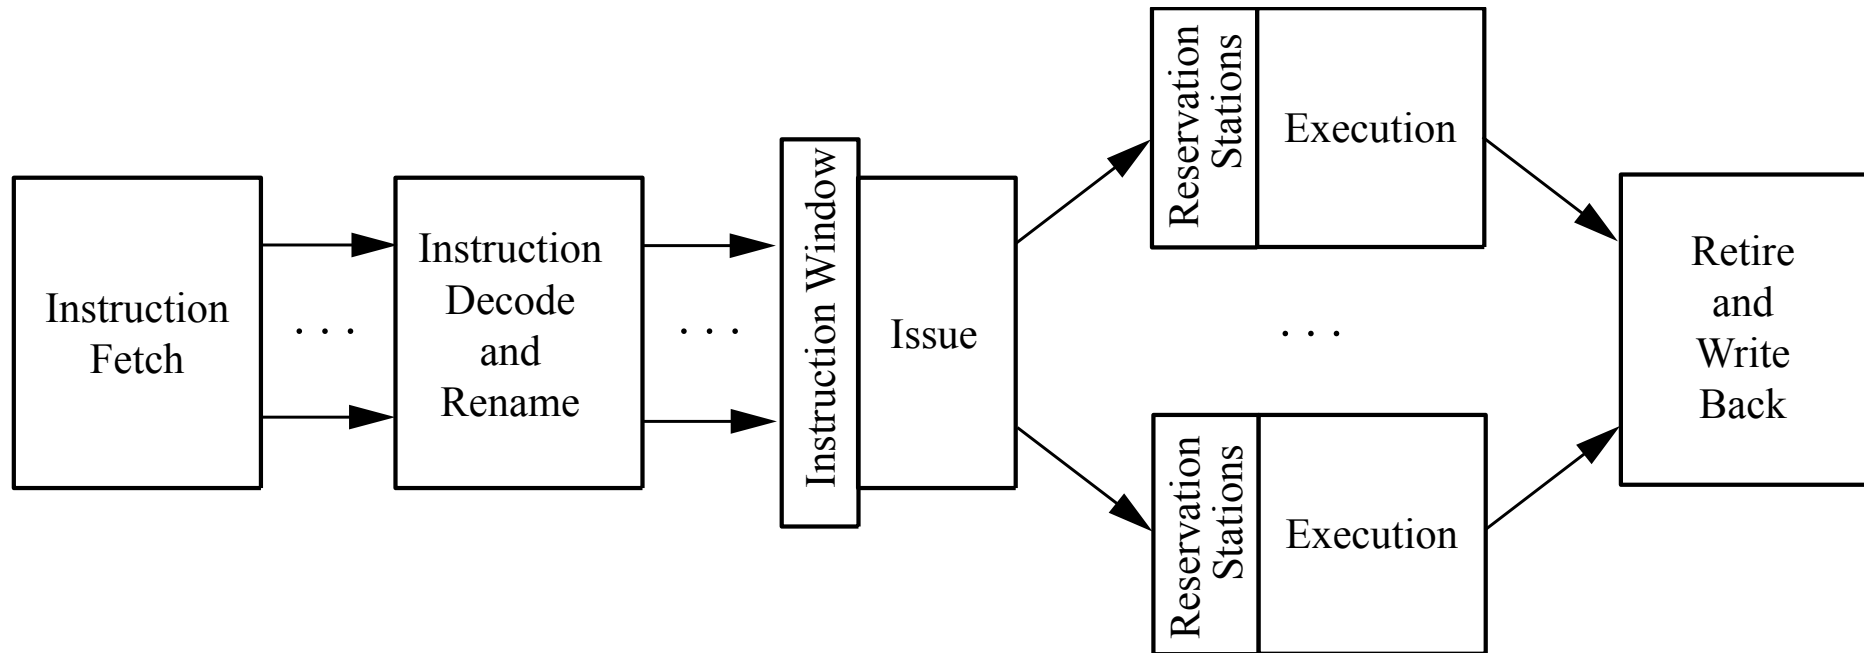 Instruction
Fetch
. . .
Instruction
Decode
and
Rename
. . .
Instruction Window
Issue
Reservation
Stations
Execution
. . .
Reservation
Stations
Execution
Retire
and
Write
Back